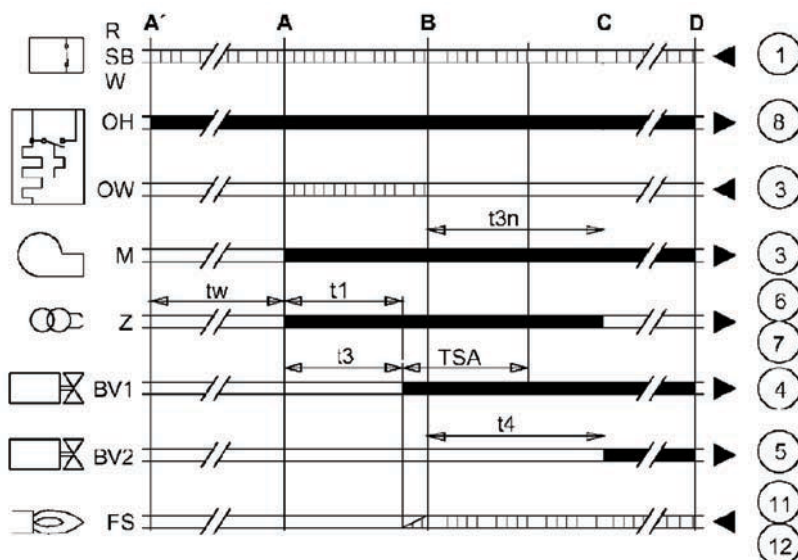 A´ A B C D
R
SB 1
W
OH 8
OW 3
t3n
M 3
tw t1 6
Z 7
t3 TSA
BV1 4
t4
BV2 5
11
FS
12